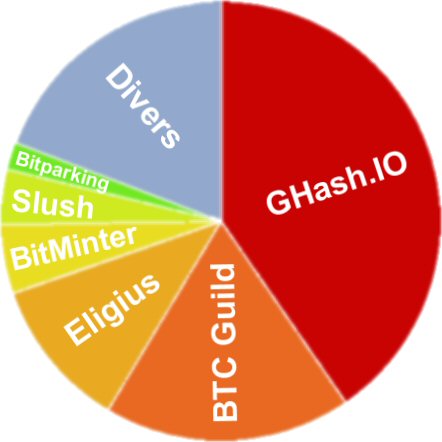 GHash.IO
BTC Guild
Eligius
BitMinter
Slush
Bitparking
Divers